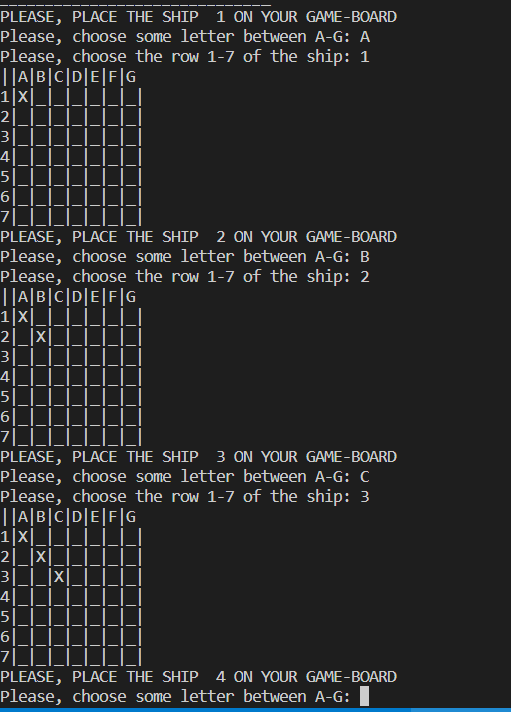 ______________________________
PLEASE, PLACE THE SHIP  1 ON YOUR GAME-BOARD
Please, choose some letter between A-G: A
Please, choose the row 1-7 of the ship: 1
||A|B|C|D|E|F|G
1|X|_|_|_|_|_|_|
2|_|_|_|_|_|_|_|
3|_|_|_|_|_|_|_|
4|_|_|_|_|_|_|_|
5|_|_|_|_|_|_|_|
6|_|_|_|_|_|_|_|
7|_|_|_|_|_|_|_|
PLEASE, PLACE THE SHIP  2 ON YOUR GAME-BOARD
Please, choose some letter between A-G: B
Please, choose the row 1-7 of the ship: 2
||A|B|C|D|E|F|G
1|X|_|_|_|_|_|_|
2|_|X|_|_|_|_|_|
3|_|_|_|_|_|_|_|
4|_|_|_|_|_|_|_|
5|_|_|_|_|_|_|_|
6|_|_|_|_|_|_|_|
7|_|_|_|_|_|_|_|
PLEASE, PLACE THE SHIP  3 ON YOUR GAME-BOARD
Please, choose some letter between A-G: C
Please, choose the row 1-7 of the ship: 3
||A|B|C|D|E|F|G
1|X|_|_|_|_|_|_|
2|_|X|_|_|_|_|_|
3|_|_|X|_|_|_|_|
4|_|_|_|_|_|_|_|
5|_|_|_|_|_|_|_|
6|_|_|_|_|_|_|_|
7|_|_|_|_|_|_|_|
PLEASE, PLACE THE SHIP  4 ON YOUR GAME-BOARD
Please, choose some letter between A-G: